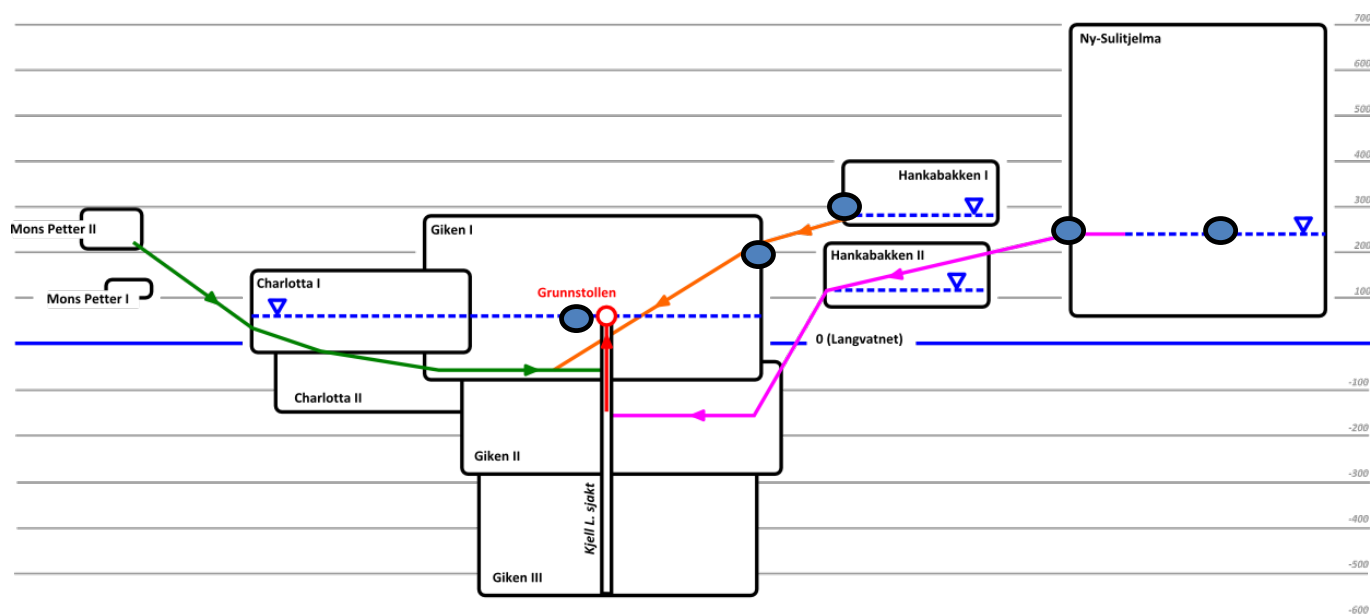 700
Ny-Sulitjelma
600
500
400
Hankabakken I
300
Mons Petter II
Giken I
200
Hankabakken II
Charlotta I
Grunnstollen
Mons Petter I
100
0 (Langvatnet)
-100
Charlotta II
-200
Giken II
-300
Kjell L. sjakt
-400
-500
Giken III
-600